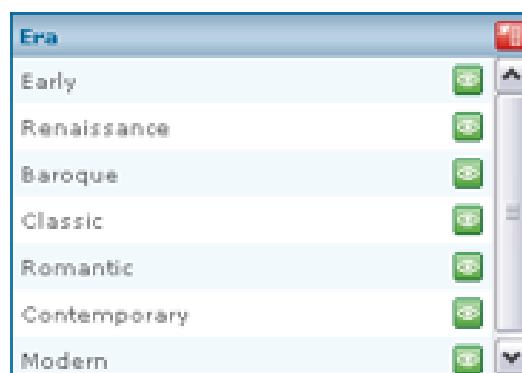 Era
Early
Renaissance
Baroque
Classic
Romantic
Contemporary
Modern